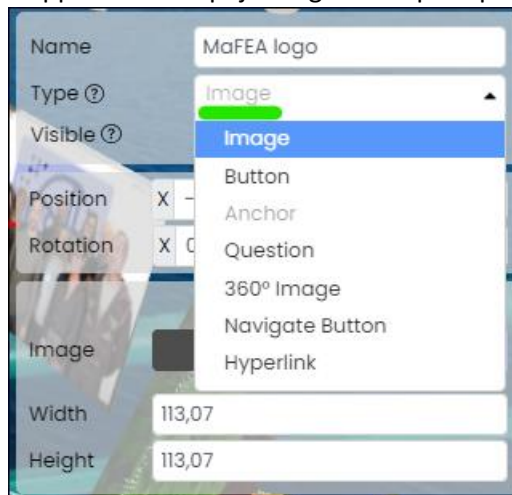 Name MaFEA logo
Type ? Image
Visible ?
Image
Button
Position X -
Anchor
Rotation X
Question
360º Image
Navigate Button
Image
Hyperlink
Width 113,07
Height 113,07